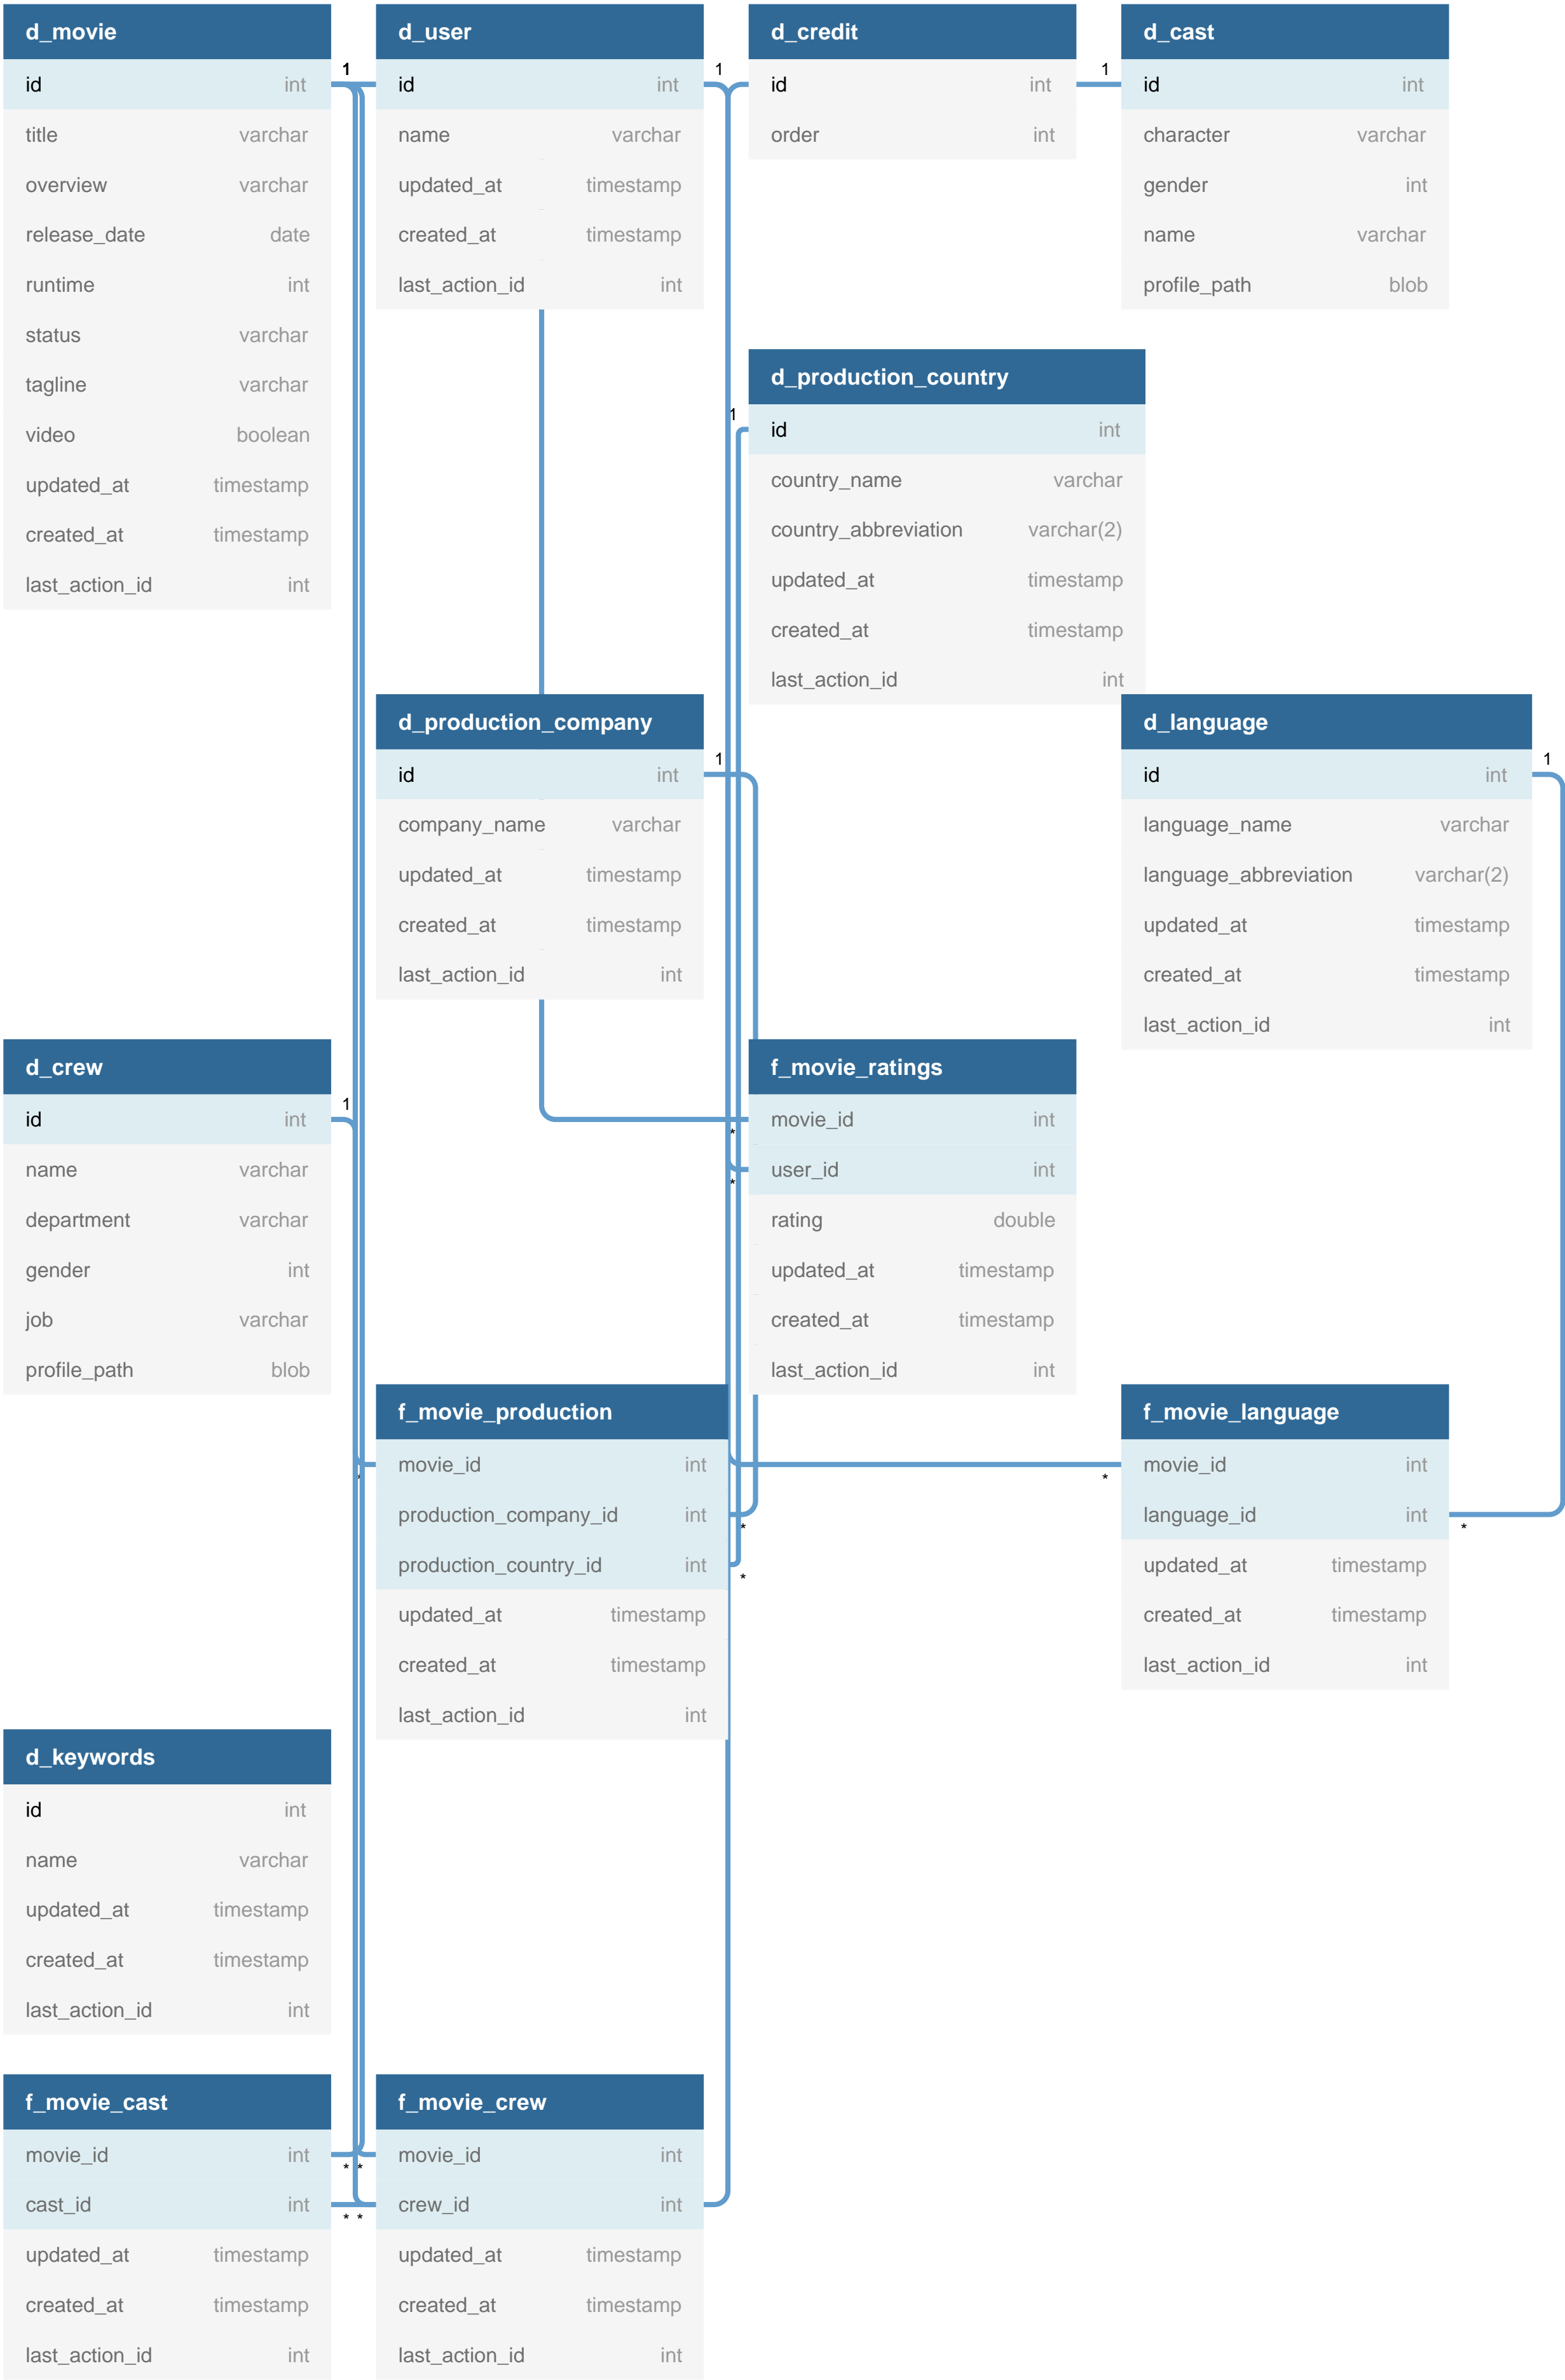 d_movie
id int
title varchar
overview varchar
release_date date
runtime int
status varchar
tagline varchar
video boolean
updated_at timestamp
created_at timestamp
last_action_id int
1
d_user
id int
name varchar
updated_at timestamp
created_at timestamp
last_action_id int
1
d_credit
id int
order int
1
d_cast
id int
character varchar
gender int
name varchar
profile_path blob
d_production_country
1
id int
country_name varchar
country_abbreviation varchar(2)
updated_at timestamp
created_at timestamp
last_action_id int
d_production_company
id int
1
company_name varchar
updated_at timestamp
created_at timestamp
last_action_id int
d_language
id int
1
language_name varchar
language_abbreviation varchar(2)
updated_at timestamp
created_at timestamp
last_action_id int
d_crew
id int
1
name varchar
department varchar
gender int
job varchar
profile_path blob
f_movie_ratings
movie_id int
*
user_id int
*
rating double
updated_at timestamp
created_at timestamp
last_action_id int
f_movie_production
movie_id int
*
production_company_id int
*
production_country_id int
*
updated_at timestamp
created_at timestamp
last_action_id int
f_movie_language
movie_id int
*
language_id int
*
updated_at timestamp
created_at timestamp
last_action_id int
d_keywords
id int
name varchar
updated_at timestamp
created_at timestamp
last_action_id int
f_movie_cast
movie_id int
*
cast_id int
*
updated_at timestamp
created_at timestamp
last_action_id int
f_movie_crew
movie_id int
*
crew_id int
*
updated_at timestamp
created_at timestamp
last_action_id int